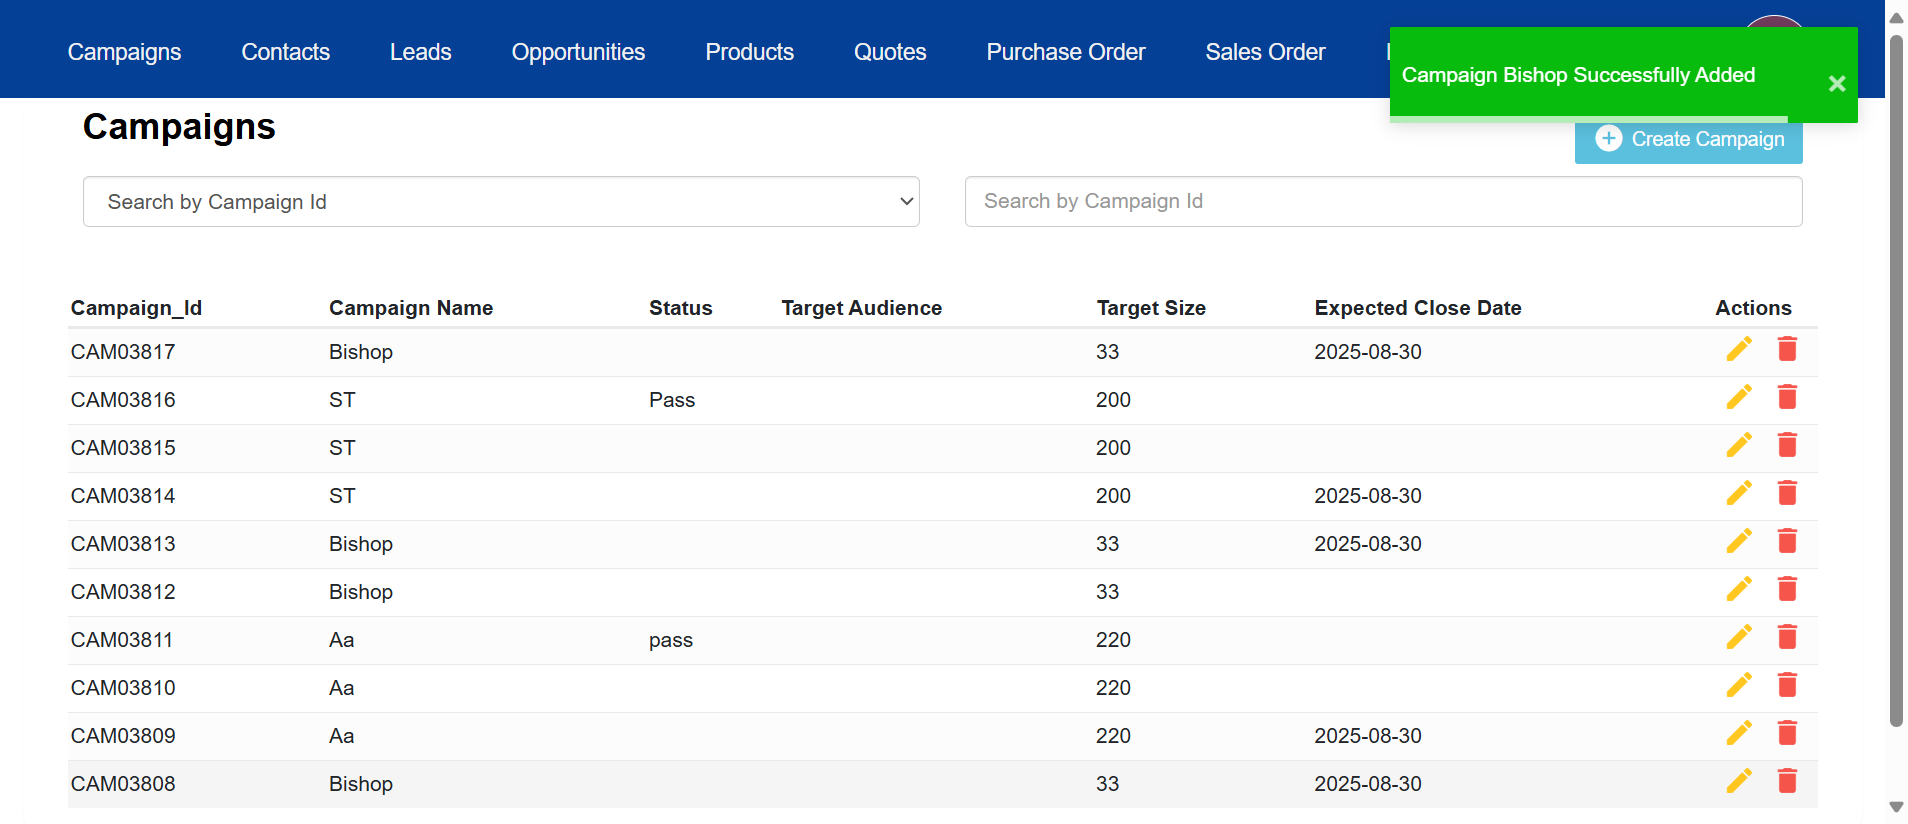 Campaigns Contacts Leads Opportunities Products Quotes Purchase Order Sales Order
Campaign Bishop Successfully Added ×
Campaigns
Create Campaign
Search by Campaign Id Search by Campaign Id
Campaign_Id Campaign Name Status Target Audience Target Size Expected Close Date Actions
CAM03817 Bishop 33 2025-08-30
CAM03816 ST Pass 200
CAM03815 ST 200
CAM03814 ST 200 2025-08-30
CAM03813 Bishop 33 2025-08-30
CAM03812 Bishop 33
CAM03811 Aa pass 220
CAM03810 Aa 220
CAM03809 Aa 220 2025-08-30
CAM03808 Bishop 33 2025-08-30